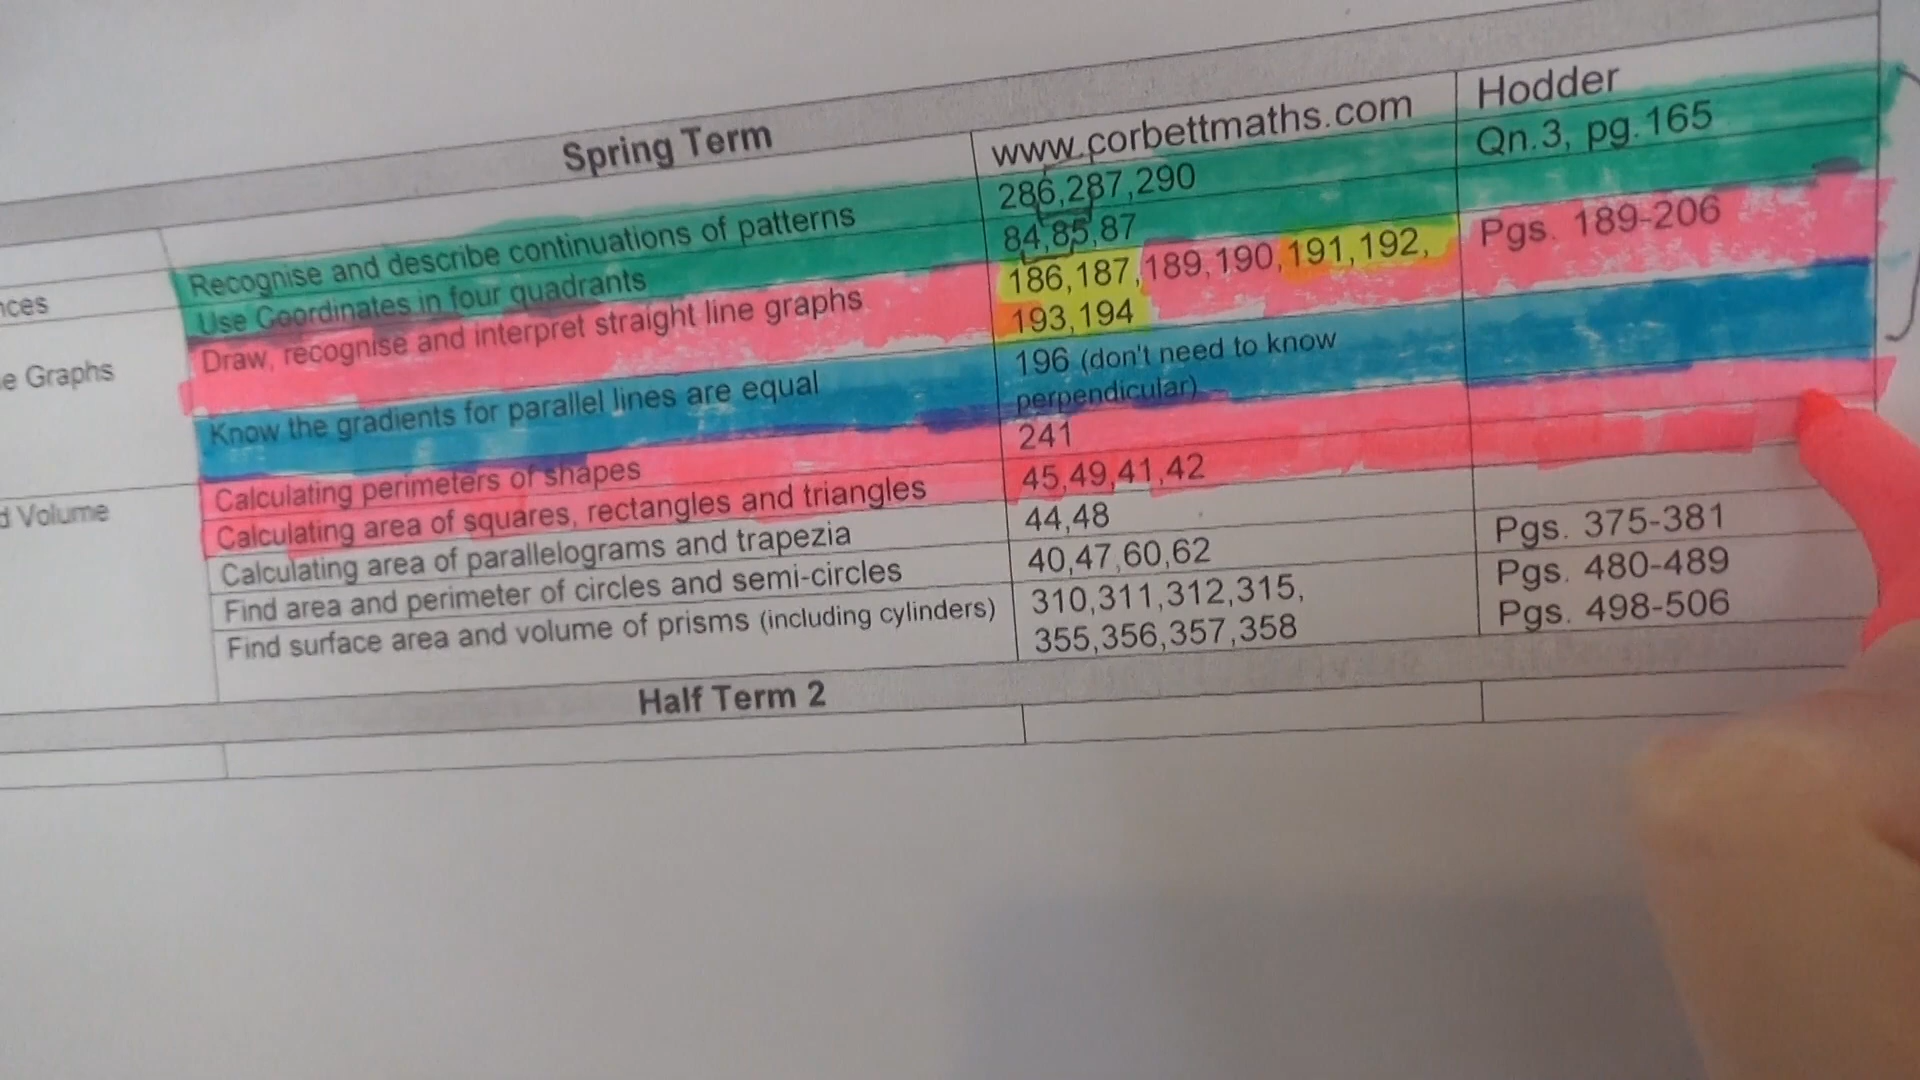 Spring Term www.corbettmaths.com Hodder
Recognise and describe continuations of patterns 286,287,290 Qn.3, pg.165
nces Use Coordinates in four quadrants 84,85,87
Draw, recognise and interpret straight line graphs 186,187,189,190,191,192, Pgs. 189-206
193,194
e Graphs
Know the gradients for parallel lines are equal 196 (don't need to know
perpendicular)
Calculating perimeters of shapes 241
d Volume Calculating area of squares, rectangles and triangles 45,49,41,42
Calculating area of parallelograms and trapezia 44,48
Find area and perimeter of circles and semi-circles 40,47,60,62 Pgs. 375-381
Find surface area and volume of prisms (including cylinders) 310,311,312,315, Pgs. 480-489
355,356,357,358 Pgs. 498-506
Half Term 2